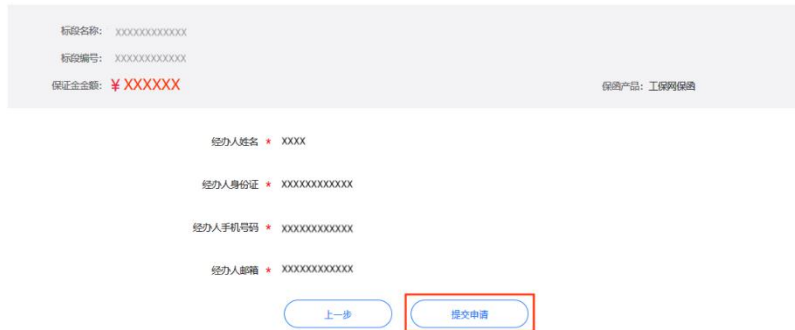 标段名称: XXXXXXXXXXXX
标段编号: XXXXXXXXXXXX
保证金金额: ¥ XXXXXX 保函产品: 工保网保函
经办人姓名 * XXXX
经办人身份证 * XXXXXXXXXXXX
经办人手机号码 * XXXXXXXXXXXX
经办人邮箱 * XXXXXXXXXXXX
上一步 提交申请